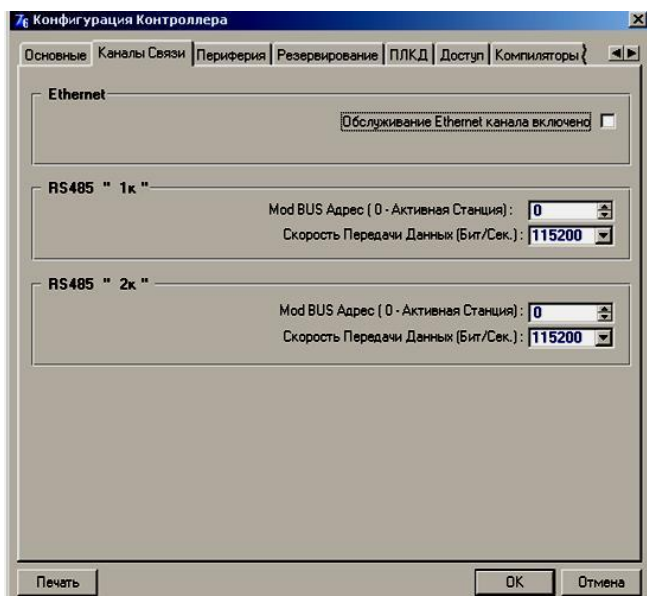 76 Конфигурация Контроллера
Основные Каналы Связи Периферия Резервирование ПЛКД Доступ Компиляторы
Ethernet
Обслуживание Ethernet канала включено
RS485 " 1к "
Mod BUS Адрес ( 0 - Активная Станция) : 0
Скорость Передачи Данных (Бит/Сек.) : 115200
RS485 " 2к "
Mod BUS Адрес ( 0 - Активная Станция) : 0
Скорость Передачи Данных (Бит/Сек.) : 115200
Печать OK Отмена